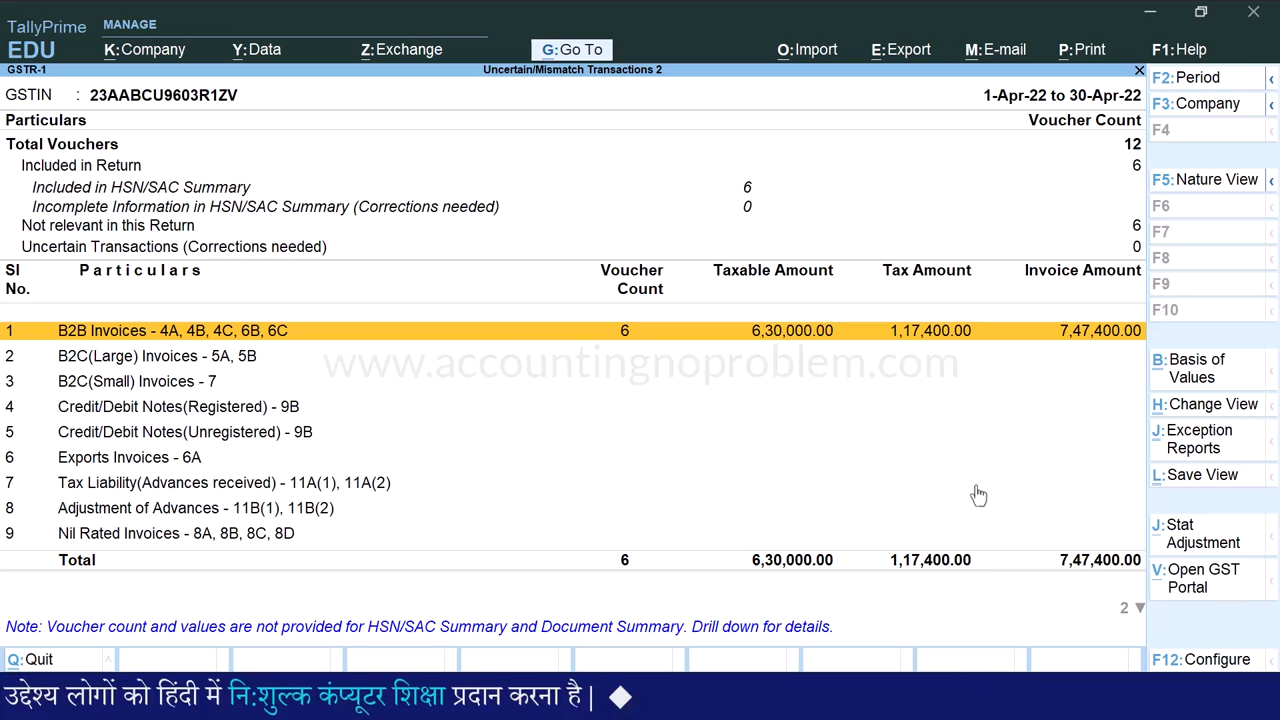 TallyPrime
EDU
MANAGE
K:Company Y:Data Z:Exchange G:Go To O:Import E:Export M:E-mail P:Print F1:Help
GSTR-1 Uncertain/Mismatch Transactions 2
GSTIN : 23AABCU9603R1ZV 1-Apr-22 to 30-Apr-22
Particulars Voucher Count
Total Vouchers 12
Included in Return 6
Included in HSN/SAC Summary 6
Incomplete Information in HSN/SAC Summary (Corrections needed) 0
Not relevant in this Return 6
Uncertain Transactions (Corrections needed) 0
Sl Particulars Voucher Taxable Amount Tax Amount Invoice Amount
No. Count
1 B2B Invoices - 4A, 4B, 4C, 6B, 6C 6 6,30,000.00 1,17,400.00 7,47,400.00
2 B2C(Large) Invoices - 5A, 5B
www.accountingnoproblem.com
3 B2C(Small) Invoices - 7
4 Credit/Debit Notes(Registered) - 9B
5 Credit/Debit Notes(Unregistered) - 9B
6 Exports Invoices - 6A
7 Tax Liability(Advances received) - 11A(1), 11A(2)
8 Adjustment of Advances - 11B(1), 11B(2)
9 Nil Rated Invoices - 8A, 8B, 8C, 8D
Total 6 6,30,000.00 1,17,400.00 7,47,400.00
2
Note: Voucher count and values are not provided for HSN/SAC Summary and Document Summary. Drill down for details.
Q:Quit
F2:Period
F3:Company
F4
F5:Nature View
F6
F7
F8
F9
F10
B:Basis of
Values
H:Change View
J:Exception
Reports
L:Save View
J:Stat
Adjustment
V:Open GST
Portal
F12:Configure
उद्देश्य लोगों को हिंदी में नि:शुल्क कंप्यूटर शिक्षा प्रदान करना है |